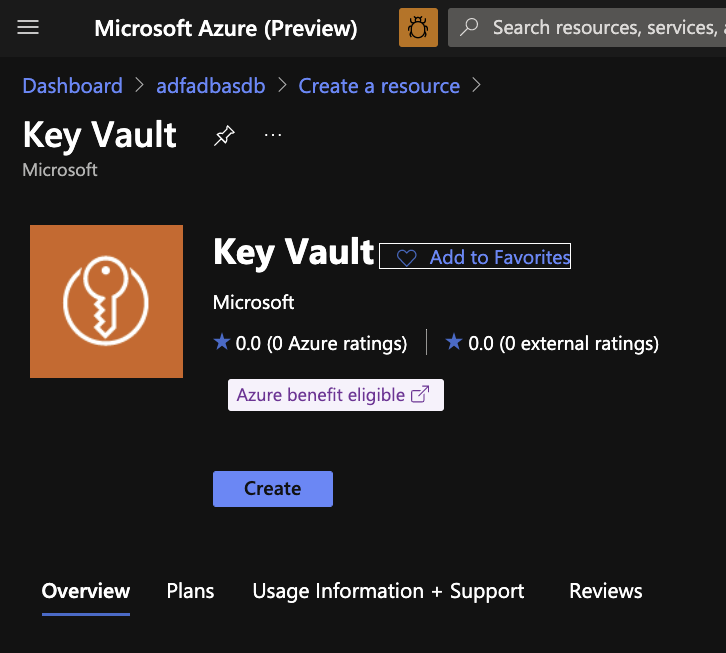 Microsoft Azure (Preview)
Search resources, services,
Dashboard > adfadbasdb > Create a resource >
Key Vault
...
Microsoft
Key Vault
Add to Favorites
Microsoft
0.0 (0 Azure ratings)
0.0 (0 external ratings)
Azure benefit eligible
Create
Overview
Plans
Usage Information + Support
Reviews